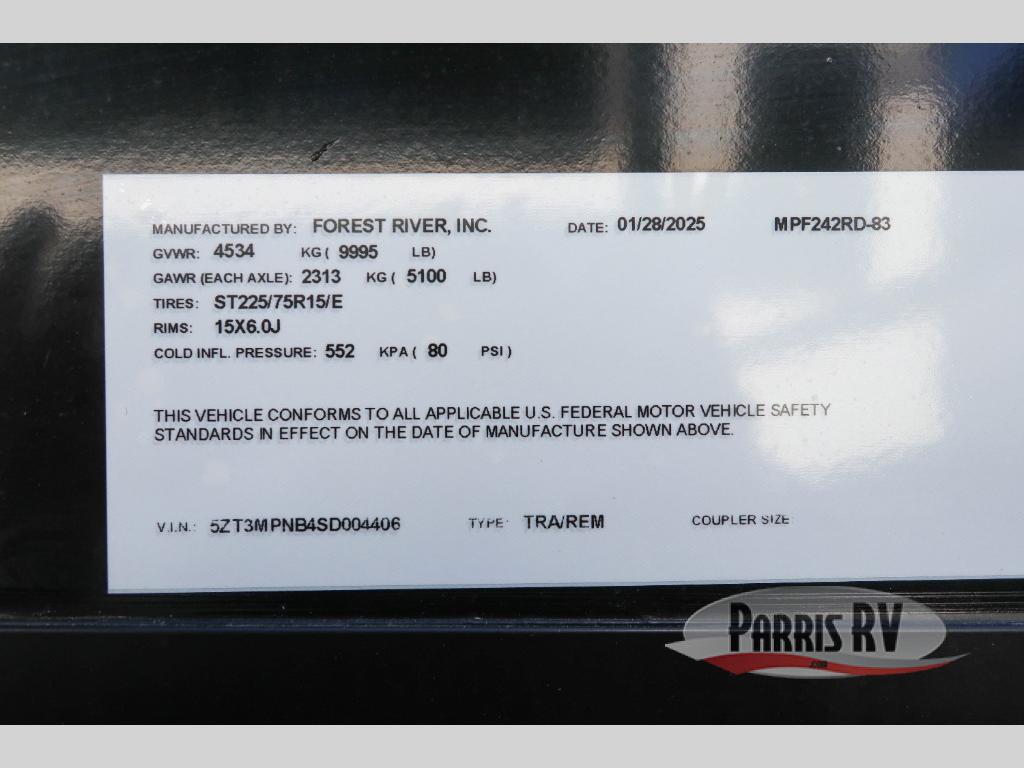 MANUFACTURED BY: FOREST RIVER, INC. DATE: 01/28/2025 MPF242RD-83
GVWR: 4534 KG ( 9995 LB)
GAWR (EACH AXLE): 2313 KG ( 5100 LB)
TIRES: ST225/75R15/E
RIMS: 15X6.0J
COLD INFL. PRESSURE: 552 KPA ( 80 PSI )
THIS VEHICLE CONFORMS TO ALL APPLICABLE U.S. FEDERAL MOTOR VEHICLE SAFETY
STANDARDS IN EFFECT ON THE DATE OF MANUFACTURE SHOWN ABOVE.
V.I.N.: 5ZT3MPNB4SD004406 TYPE: TRA/REM COUPLER SIZE
PARRIS RV
.com